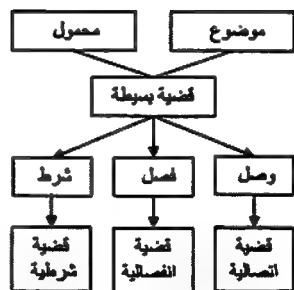 موضوع
محمول
قضية بسيطة
وصل
فصل
شرط
قضية
اتصالية
قضية
انفصالية
قضية
شرطية